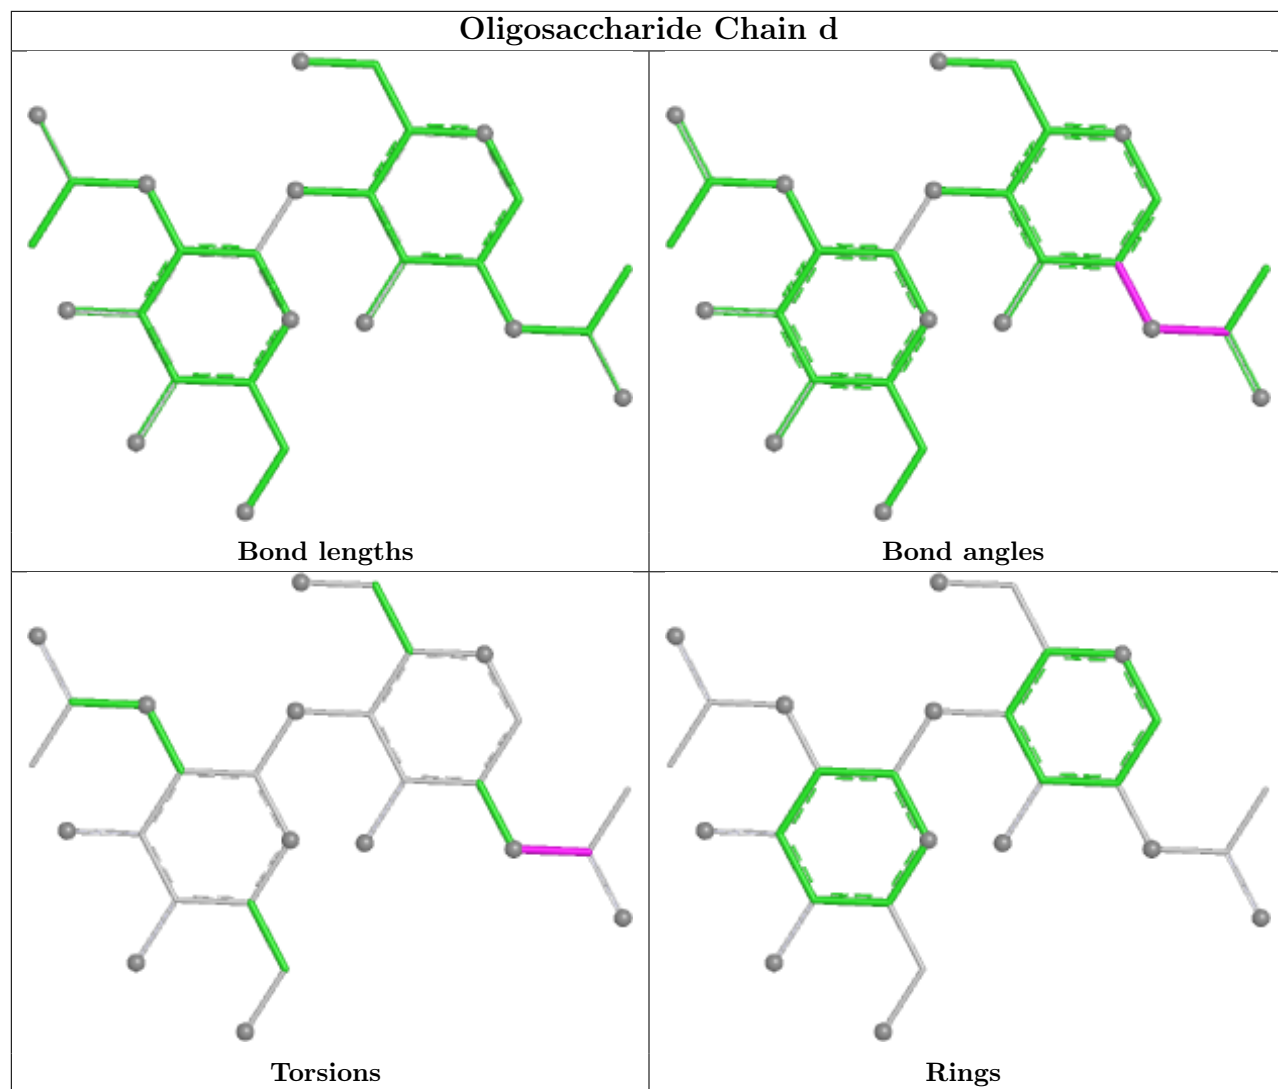 Oligosaccharide Chain d
Bond lengths
Bond angles
Torsions
Rings